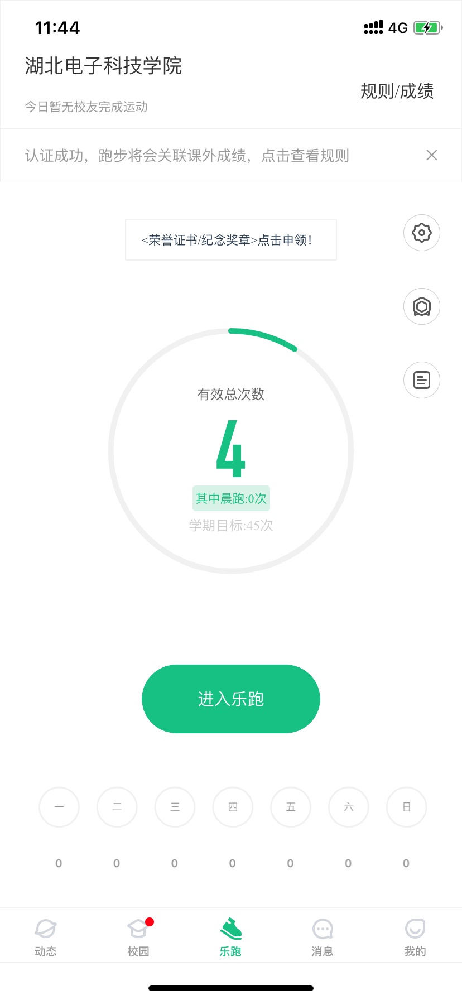 11:44
4G
湖北电子科技学院
今日暂无校友完成运动
规则/成绩
认证成功，跑步将会关联课外成绩，点击查看规则
<荣誉证书/纪念奖章>点击申领！
有效总次数
4
其中晨跑:0次
学期目标:45次
进入乐跑
一 二 三 四 五 六 日
0 0 0 0 0 0 0
动态 校园 乐跑 消息 我的